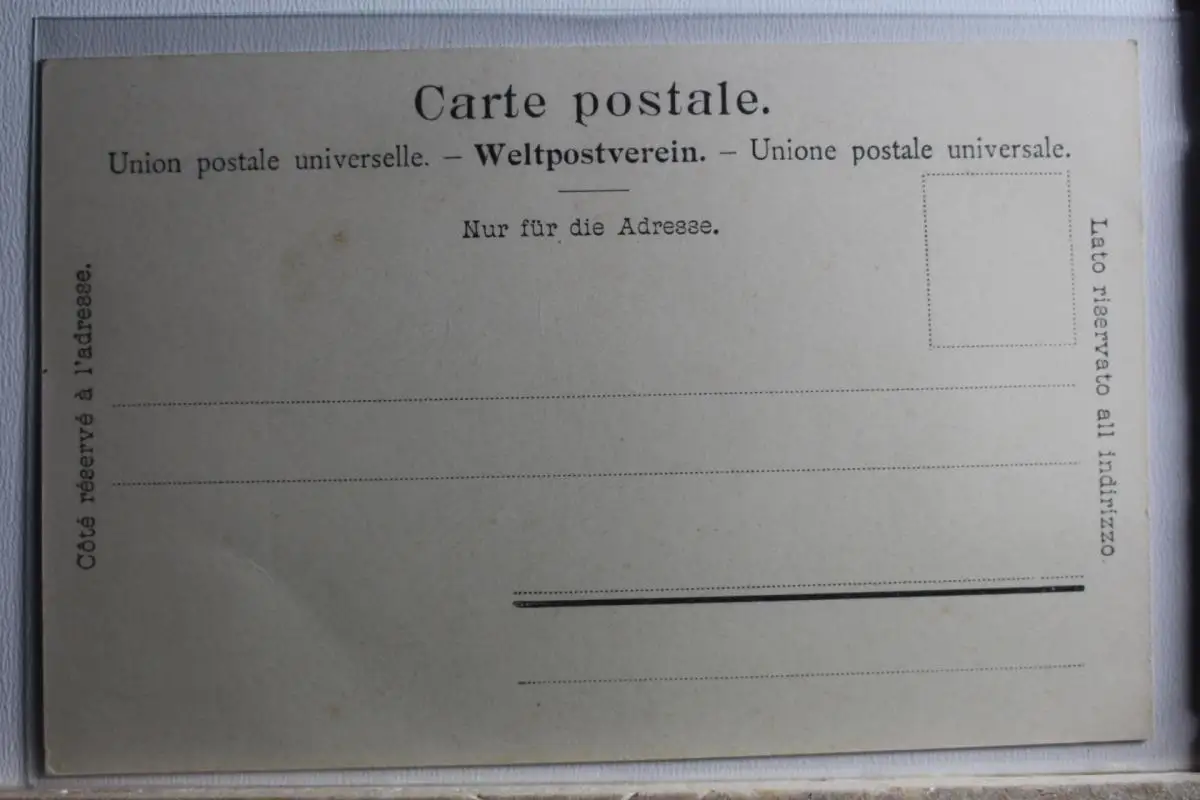 Carte postale.
Union postale universelle. – Weltpostverein. – Unione postale universale.
Nur für die Adresse.
Côté réservé à l'adresse.
Lato riservato all indirizzo.